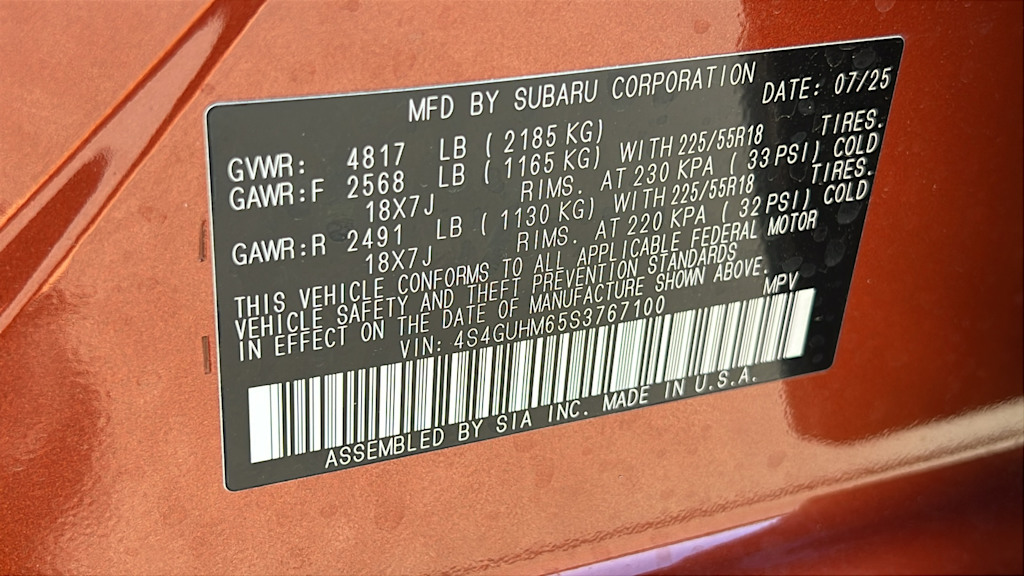 MFD BY SUBARU CORPORATION DATE: 07/25
GVWR: 4817 LB ( 2185 KG)
GAWR:F 2568 LB ( 1165 KG) WITH 225/55R18 TIRES.
18X7J RIMS. AT 230 KPA ( 33 PSI) COLD
GAWR:R 2491 LB ( 1130 KG) WITH 225/55R18 TIRES.
18X7J RIMS. AT 220 KPA ( 32 PSI) COLD
THIS VEHICLE CONFORMS TO ALL APPLICABLE FEDERAL MOTOR
VEHICLE SAFETY AND THEFT PREVENTION STANDARDS
IN EFFECT ON THE DATE OF MANUFACTURE SHOWN ABOVE.
VIN: 4S4GUHM65S3767100 MPV
ASSEMBLED BY SIA INC. MADE IN U.S.A.